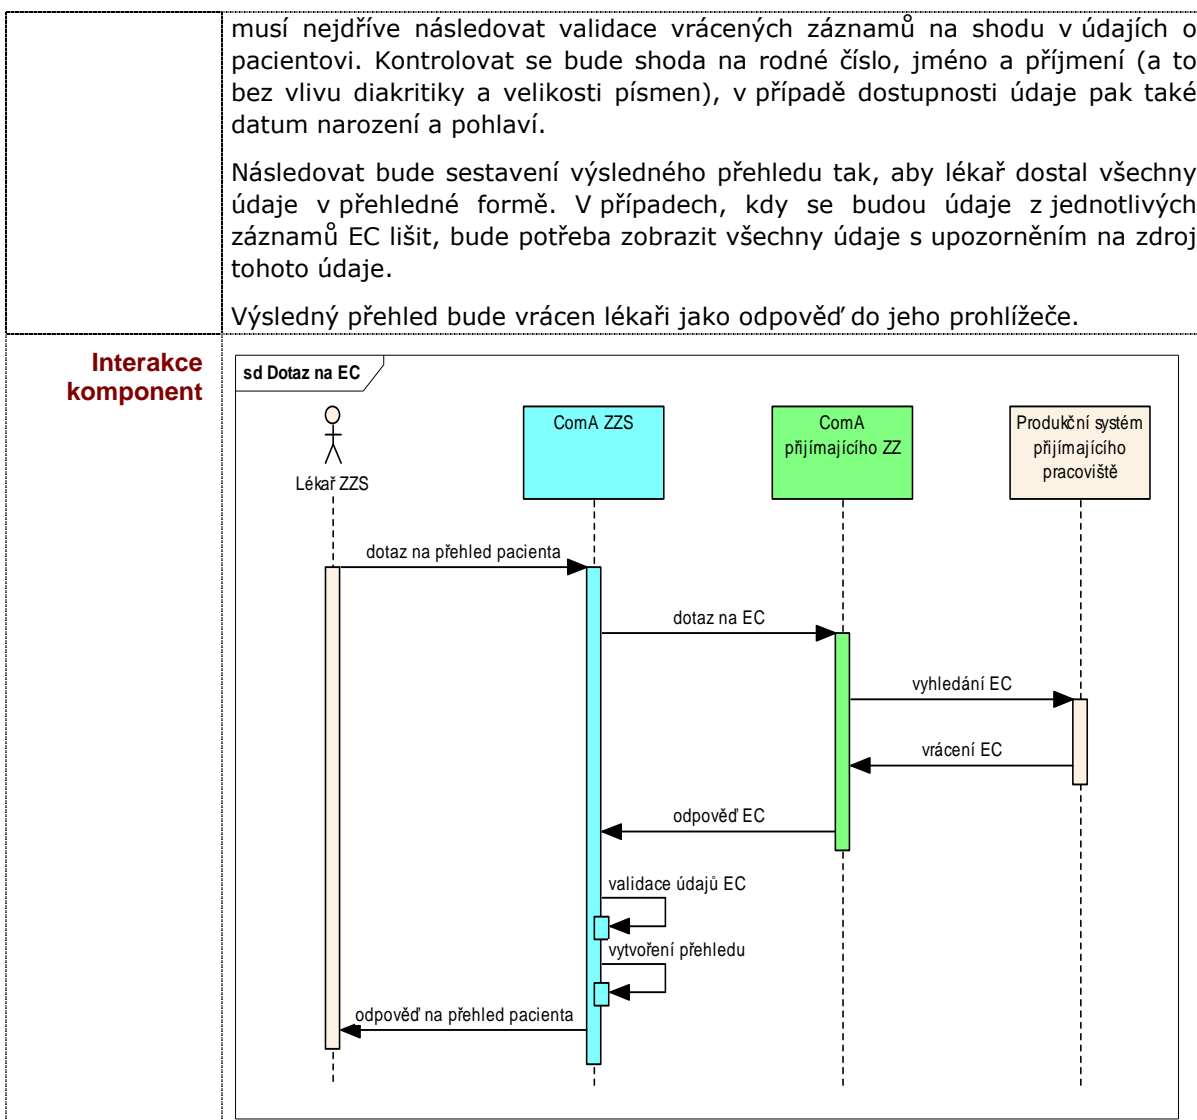 musí nejdříve následovat validace vrácených záznamů na shodu v údajích o
pacientovi. Kontrolovat se bude shoda na rodné číslo, jméno a příjmení (a to
bez vlivu diakritiky a velikosti písmen), v případě dostupnosti údaje pak také
datum narození a pohlaví.
Následovat bude sestavení výsledného přehledu tak, aby lékař dostal všechny
údaje v přehledné formě. V případech, kdy se budou údaje z jednotlivých
záznamů EC lišit, bude potřeba zobrazit všechny údaje s upozorněním na zdroj
tohoto údaje.
Výsledný přehled bude vrácen lékaři jako odpověď do jeho prohlížeče.
Interakce
komponent
sd Dotaz na EC
Lékař ZZS
ComA ZZS
ComA
přijímajícího ZZ
Produkční systém
přijímajícího
pracoviště
dotaz na přehled pacienta
dotaz na EC
vyhledání EC
vrácení EC
odpověď EC
validace údajů EC
vytvoření přehledu
odpověď na přehled pacienta